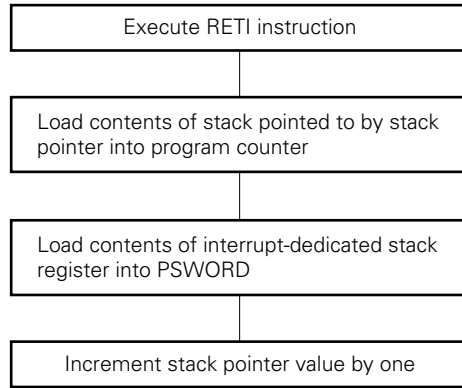 Execute RETI instruction
Load contents of stack pointed to by stack
pointer into program counter
Load contents of interrupt-dedicated stack
register into PSWORD
Increment stack pointer value by one